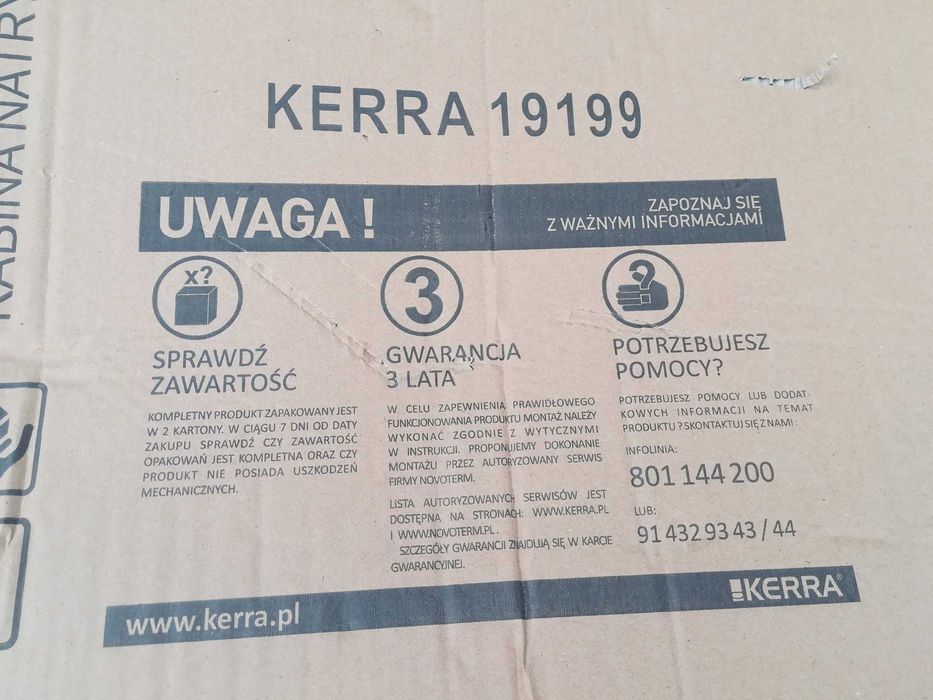 KERRA 19199
KABINA NATRY
UWAGA !
ZAPOZNAJ SIĘ
Z WAŻNYMI INFORMACJAMI
x?
SPRAWDŹ
ZAWARTOŚĆ
KOMPLETNY PRODUKT ZAPAKOWANY JEST
W 2 KARTONY. W CIĄGU 7 DNI OD DATY
ZAKUPU SPRAWDŹ CZY ZAWARTOŚĆ
OPAKOWAŃ JEST KOMPLETNA ORAZ CZY
PRODUKT NIE POSIADA USZKODZEŃ
MECHANICZNYCH.
3
GWARANCJA
3 LATA
W CELU ZAPEWNIENIA PRAWIDŁOWEGO
FUNKCJONOWANIA PRODUKTU MONTAŻ NALEŻY
WYKONAĆ ZGODNIE Z WYTYCZNYMI
W INSTRUKCJI. PROPONUJEMY DOKONANIE
MONTAŻU PRZEZ AUTORYZOWANY SERWIS
FIRMY NOVOTERM.
LISTA AUTORYZOWANYCH SERWISÓW JEST
DOSTĘPNA NA STRONACH: WWW.KERRA.PL
I WWW.NOVOTERM.PL .
SZCZEGÓŁY GWARANCJI ZNAJDUJĄ SIĘ W KARCIE
GWARANCYJNEJ.
?
POTRZEBUJESZ
POMOCY?
POTRZEBUJESZ POMOCY LUB DODAT-
KOWYCH INFORMACJI NA TEMAT
PRODUKTU ? SKONTAKTUJ SIĘ Z NAMI :
INFOLINIA:
801 144 200
LUB:
91 432 93 43 / 44
www.kerra.pl
KERRA®